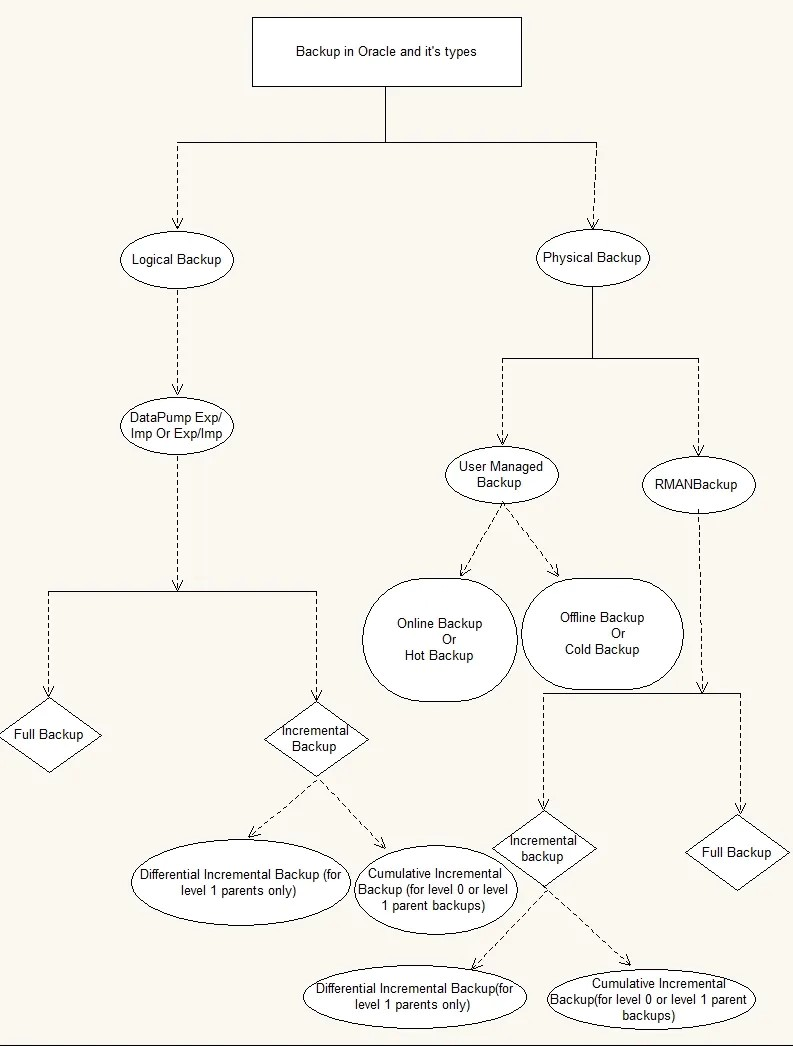 Backup in Oracle and it's types
Logical Backup
Physical Backup
DataPump Exp/
Imp Or Exp/Imp
User Managed
Backup
RMANBackup
Online Backup
Or
Hot Backup
Offline Backup
Or
Cold Backup
Full Backup
Incremental
Backup
Incremental
backup
Full Backup
Differential Incremental Backup (for
level 1 parents only)
Cumulative Incremental
Backup (for level 0 or level
1 parent backups)
Differential Incremental Backup(for
level 1 parents only)
Cumulative Incremental
Backup(for level 0 or level 1 parent
backups)